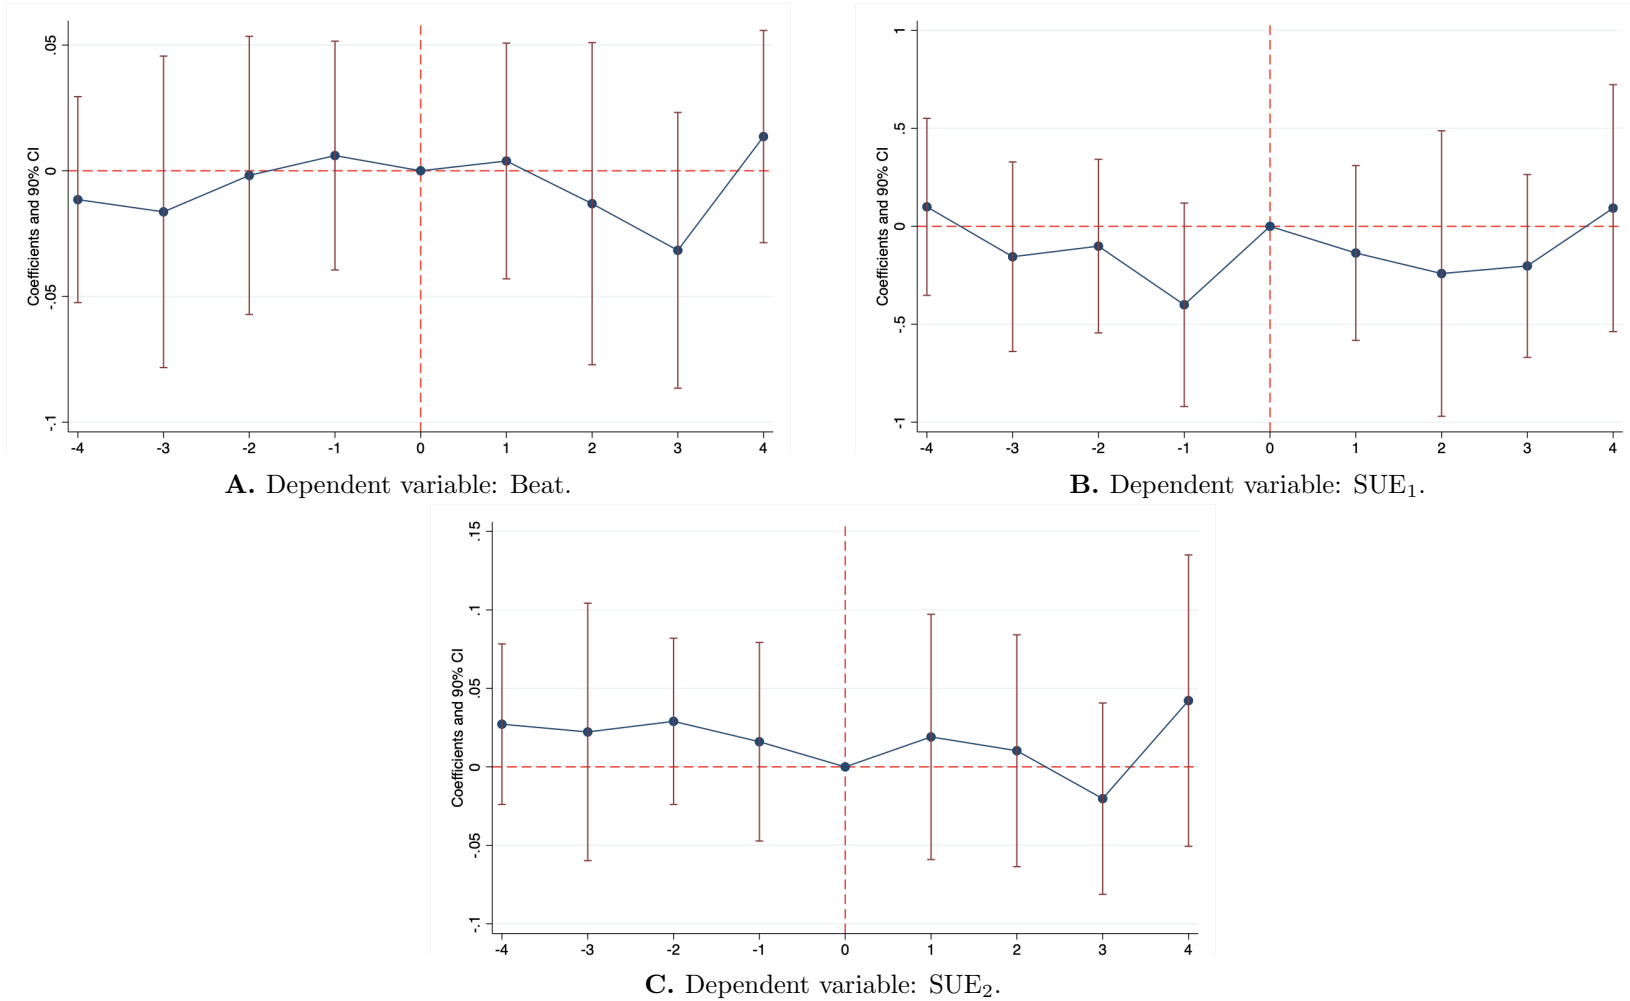 Coefficients and 90% CI
.05
0
-.05
-.1
-4 -3 -2 -1 0 1 2 3 4
A. Dependent variable: Beat.
Coefficients and 90% CI
1
.5
0
-.5
-1
-4 -3 -2 -1 0 1 2 3 4
B. Dependent variable: SUE₁.
Coefficients and 90% CI
.15
.1
.05
0
-.05
-.1
-4 -3 -2 -1 0 1 2 3 4
C. Dependent variable: SUE₂.